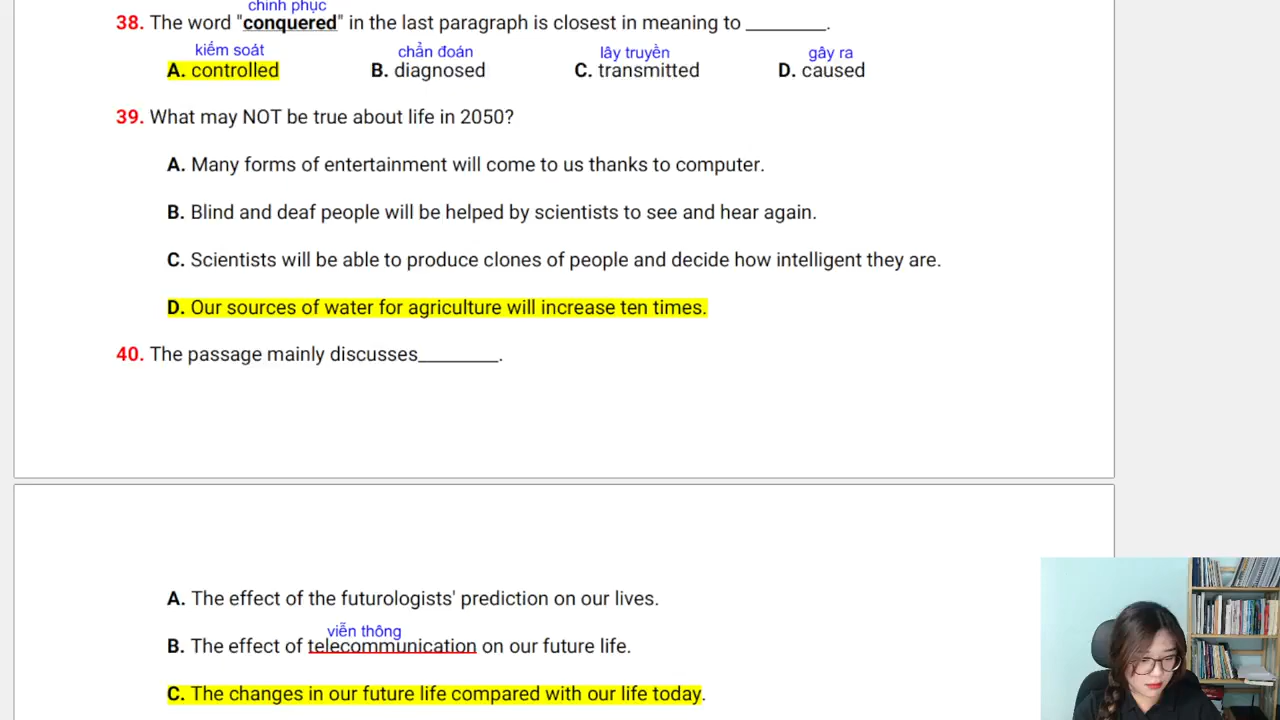 chinh phục
38. The word "conquered" in the last paragraph is closest in meaning to ________.
kiểm soát chẩn đoán lây truyền gây ra
A. controlled B. diagnosed C. transmitted D. caused
39. What may NOT be true about life in 2050?
A. Many forms of entertainment will come to us thanks to computer.
B. Blind and deaf people will be helped by scientists to see and hear again.
C. Scientists will be able to produce clones of people and decide how intelligent they are.
D. Our sources of water for agriculture will increase ten times.
40. The passage mainly discusses________.
A. The effect of the futurologists' prediction on our lives.
viễn thông
B. The effect of telecommunication on our future life.
C. The changes in our future life compared with our life today.